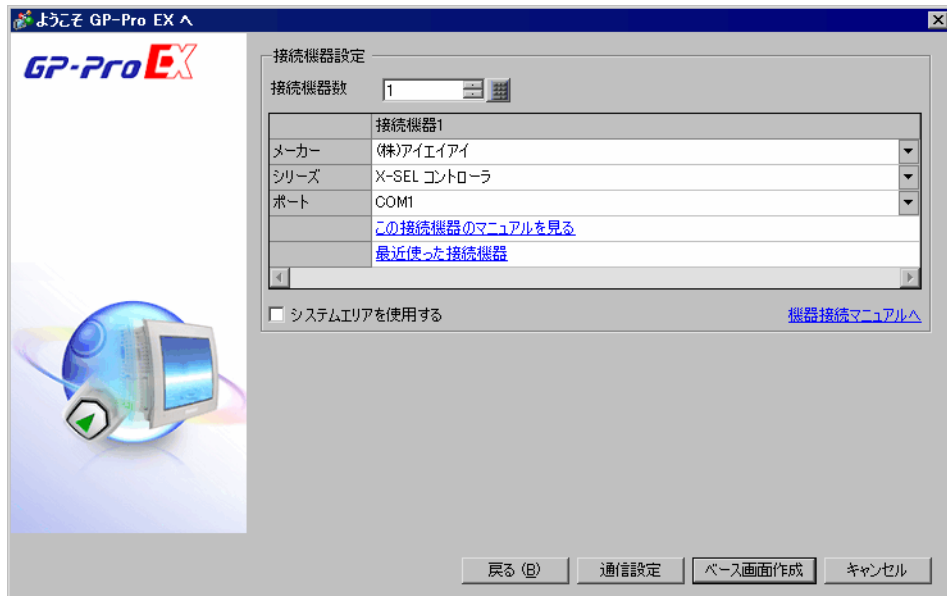 ようこそ GP-Pro EX へ
GP-Pro EX
接続機器設定
接続機器数 1
接続機器1
メーカー (株)アイエイアイ
シリーズ X-SEL コントローラ
ポート COM1
この接続機器のマニュアルを見る
最近使った接続機器
システムエリアを使用する 機器接続マニュアルへ
戻る (B) 通信設定 ベース画面作成 キャンセル